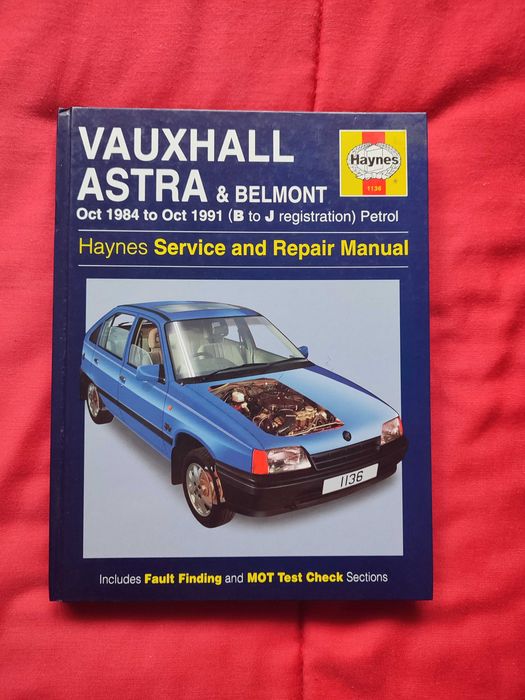 VAUXHALL
ASTRA & BELMONT
Oct 1984 to Oct 1991 (B to J registration) Petrol
Haynes
1136
Haynes Service and Repair Manual
1136
Includes Fault Finding and MOT Test Check Sections